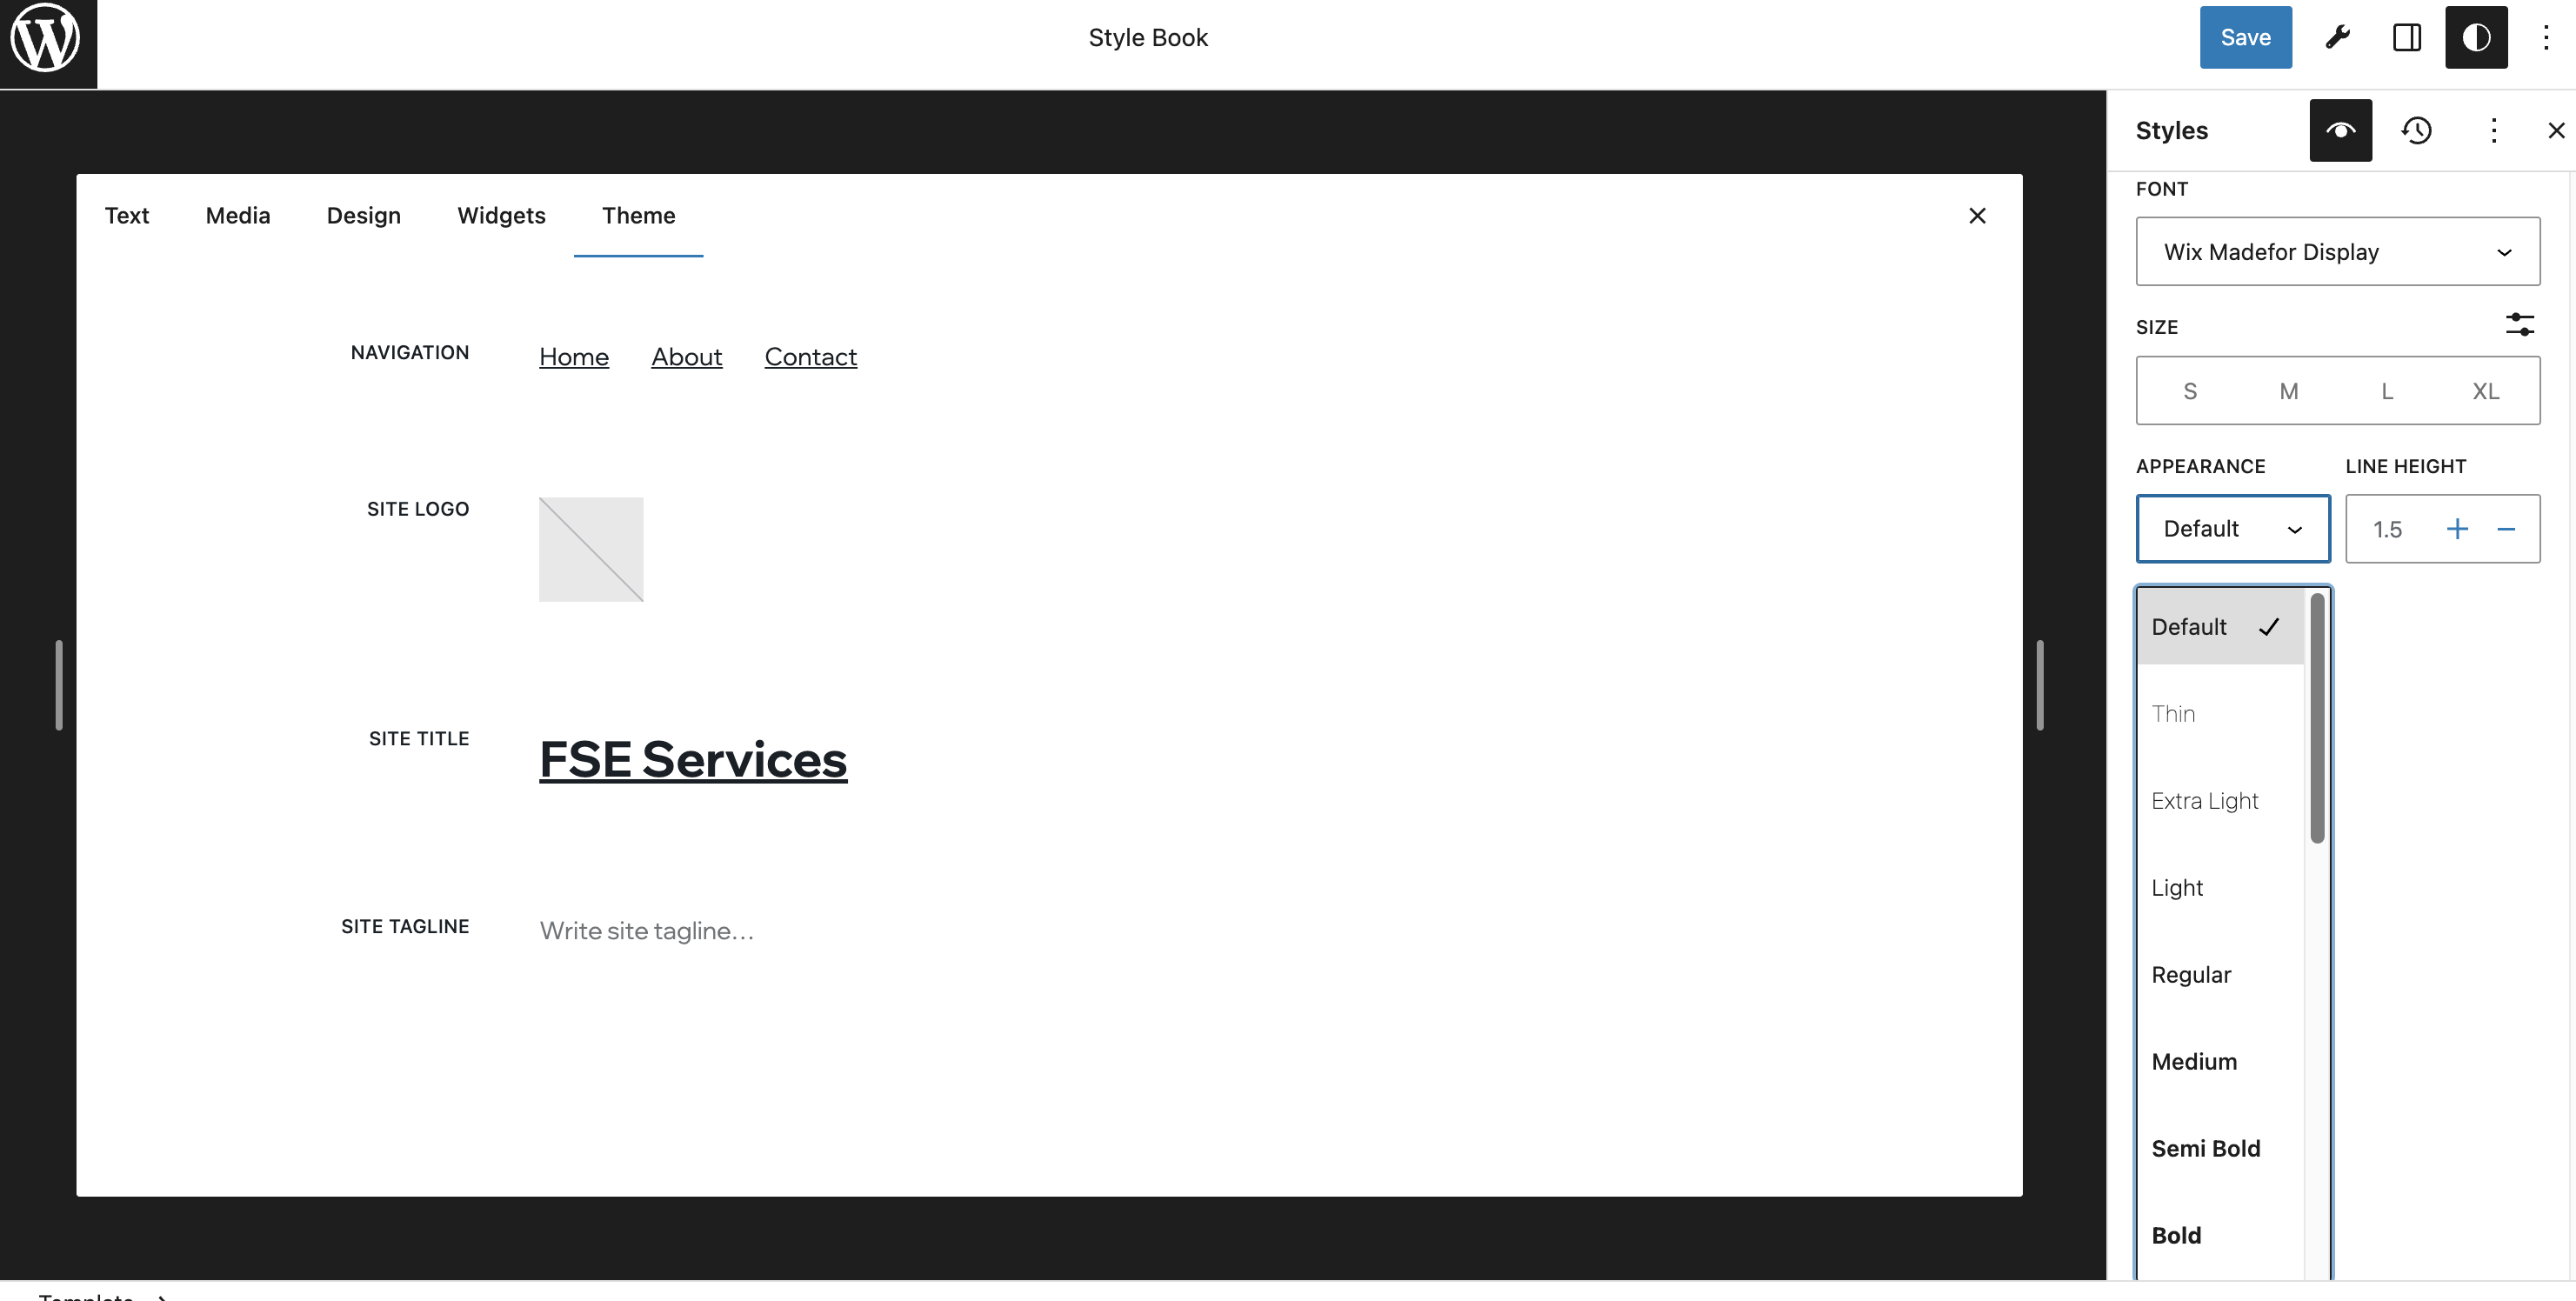 Style Book
Save
Styles
Text Media Design Widgets Theme
NAVIGATION
Home About Contact
SITE LOGO
SITE TITLE
FSE Services
SITE TAGLINE
Write site tagline...
FONT
Wix Madefor Display
SIZE
S M L XL
APPEARANCE LINE HEIGHT
Default 1.5
Default
Thin
Extra Light
Light
Regular
Medium
Semi Bold
Bold
Template